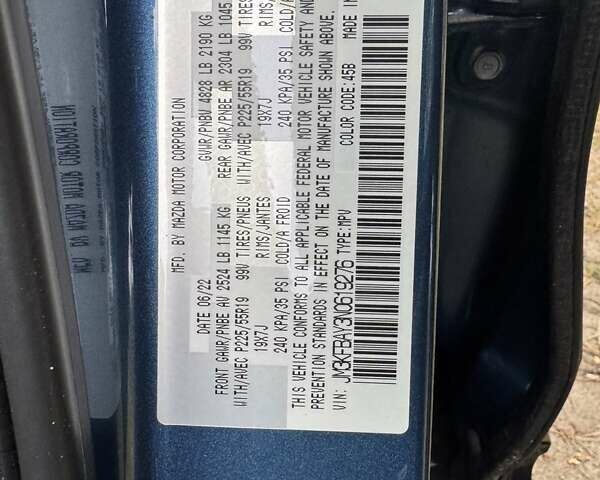 MFD. BY MAZDA MOTOR CORPORATION
DATE 06/22 GVWR/PNBV 4828 LB 2190 KG
FRONT GAWR/PNBE AV 2524 LB 1145 KG REAR GAWR/PNBE AR 2304 LB 1045
WITH/AVEC P225/55R19 99V TIRES/PNEUS WITH/AVEC P225/55R19 99V TIRES
19X7J RIMS/JANTES 19X7J RIMS/
240 KPA/35 PSI COLD/A FROID 240 KPA/35 PSI COLD/A
THIS VEHICLE CONFORMS TO ALL APPLICABLE FEDERAL MOTOR VEHICLE SAFETY AND
PREVENTION STANDARDS IN EFFECT ON THE DATE OF MANUFACTURE SHOWN ABOVE.
VIN: JM3KFBAY3N0619276 TYPE: MPV COLOR CODE: 45B